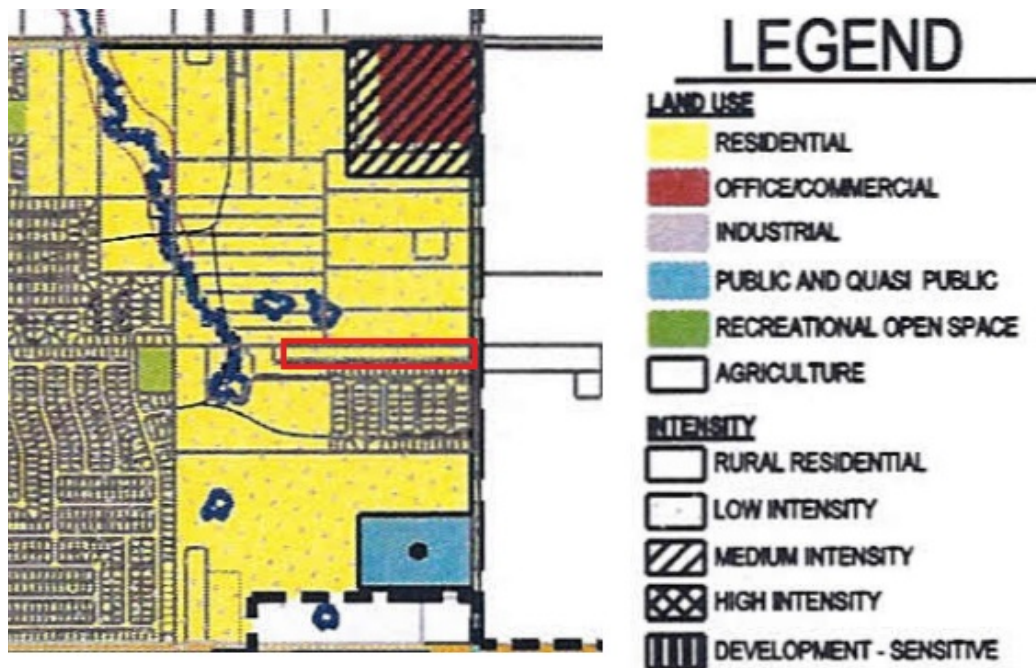 LEGEND
LAND USE
RESIDENTIAL
OFFICE/COMMERCIAL
INDUSTRIAL
PUBLIC AND QUASI PUBLIC
RECREATIONAL OPEN SPACE
AGRICULTURE
INTENSITY
RURAL RESIDENTIAL
LOW INTENSITY
MEDIUM INTENSITY
HIGH INTENSITY
DEVELOPMENT - SENSITIVE